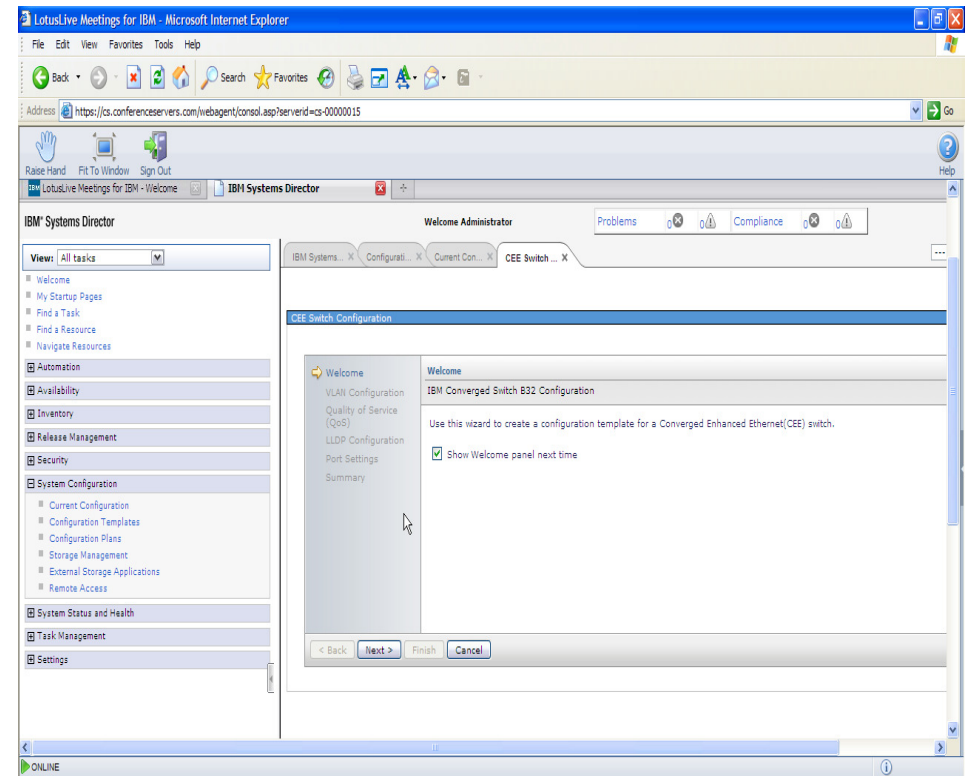 LotusLive Meetings for IBM - Microsoft Internet Explorer
File Edit View Favorites Tools Help
Back Search Favorites
Address https://cs.conferenceservers.com/webagent/consol.asp?serverid=cs-00000015 Go
Raise Hand Fit To Window Sign Out Help
IBM LotusLive Meetings for IBM - Welcome IBM Systems Director
IBM® Systems Director Welcome Administrator Problems 0 0 Compliance 0 0
View: All tasks
IBM Systems... X Configurati... X Current Con... X CEE Switch ... X
Welcome
My Startup Pages
Find a Task
Find a Resource
Navigate Resources
Automation
Availability
Inventory
Release Management
Security
System Configuration
Current Configuration
Configuration Templates
Configuration Plans
Storage Management
External Storage Applications
Remote Access
System Status and Health
Task Management
Settings
CEE Switch Configuration
Welcome
VLAN Configuration
Quality of Service
(QoS)
LLDP Configuration
Port Settings
Summary
Welcome
IBM Converged Switch B32 Configuration
Use this wizard to create a configuration template for a Converged Enhanced Ethernet(CEE) switch.
Show Welcome panel next time
< Back Next > Finish Cancel
ONLINE